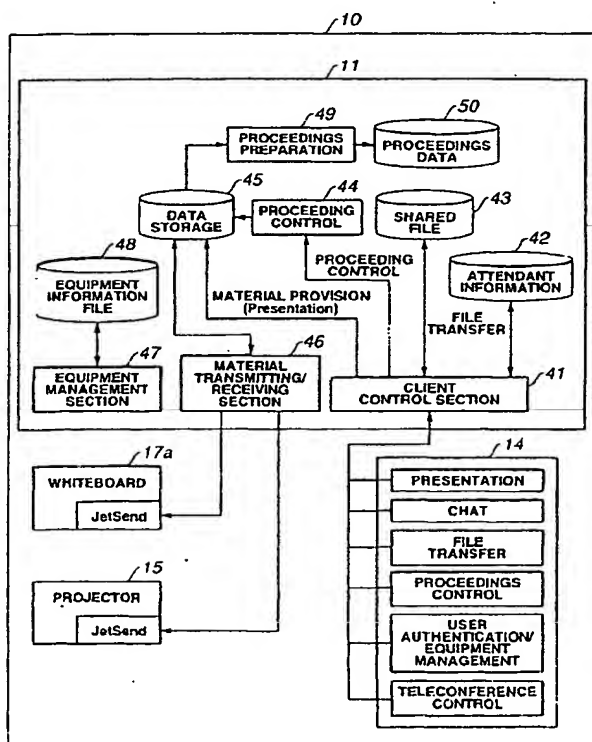 10
11
49
PROCEEDINGS
PREPARATION
50
PROCEEDINGS
DATA
45
DATA
STORAGE
44
PROCEEDING
CONTROL
43
SHARED
FILE
42
ATTENDANT
INFORMATION
48
EQUIPMENT
INFORMATION
FILE
PROCEEDING
CONTROL
MATERIAL PROVISION
(Presentation)
FILE
TRANSFER
47
EQUIPMENT
MANAGEMENT
SECTION
46
MATERIAL
TRANSMITTING/
RECEIVING
SECTION
41
CLIENT
CONTROL SECTION
17a
WHITEBOARD
JetSend
15
PROJECTOR
JetSend
14
PRESENTATION
CHAT
FILE
TRANSFER
PROCEEDINGS
CONTROL
USER
AUTHENTICATION/
EQUIPMENT
MANAGEMENT
TELECONFERENCE
CONTROL